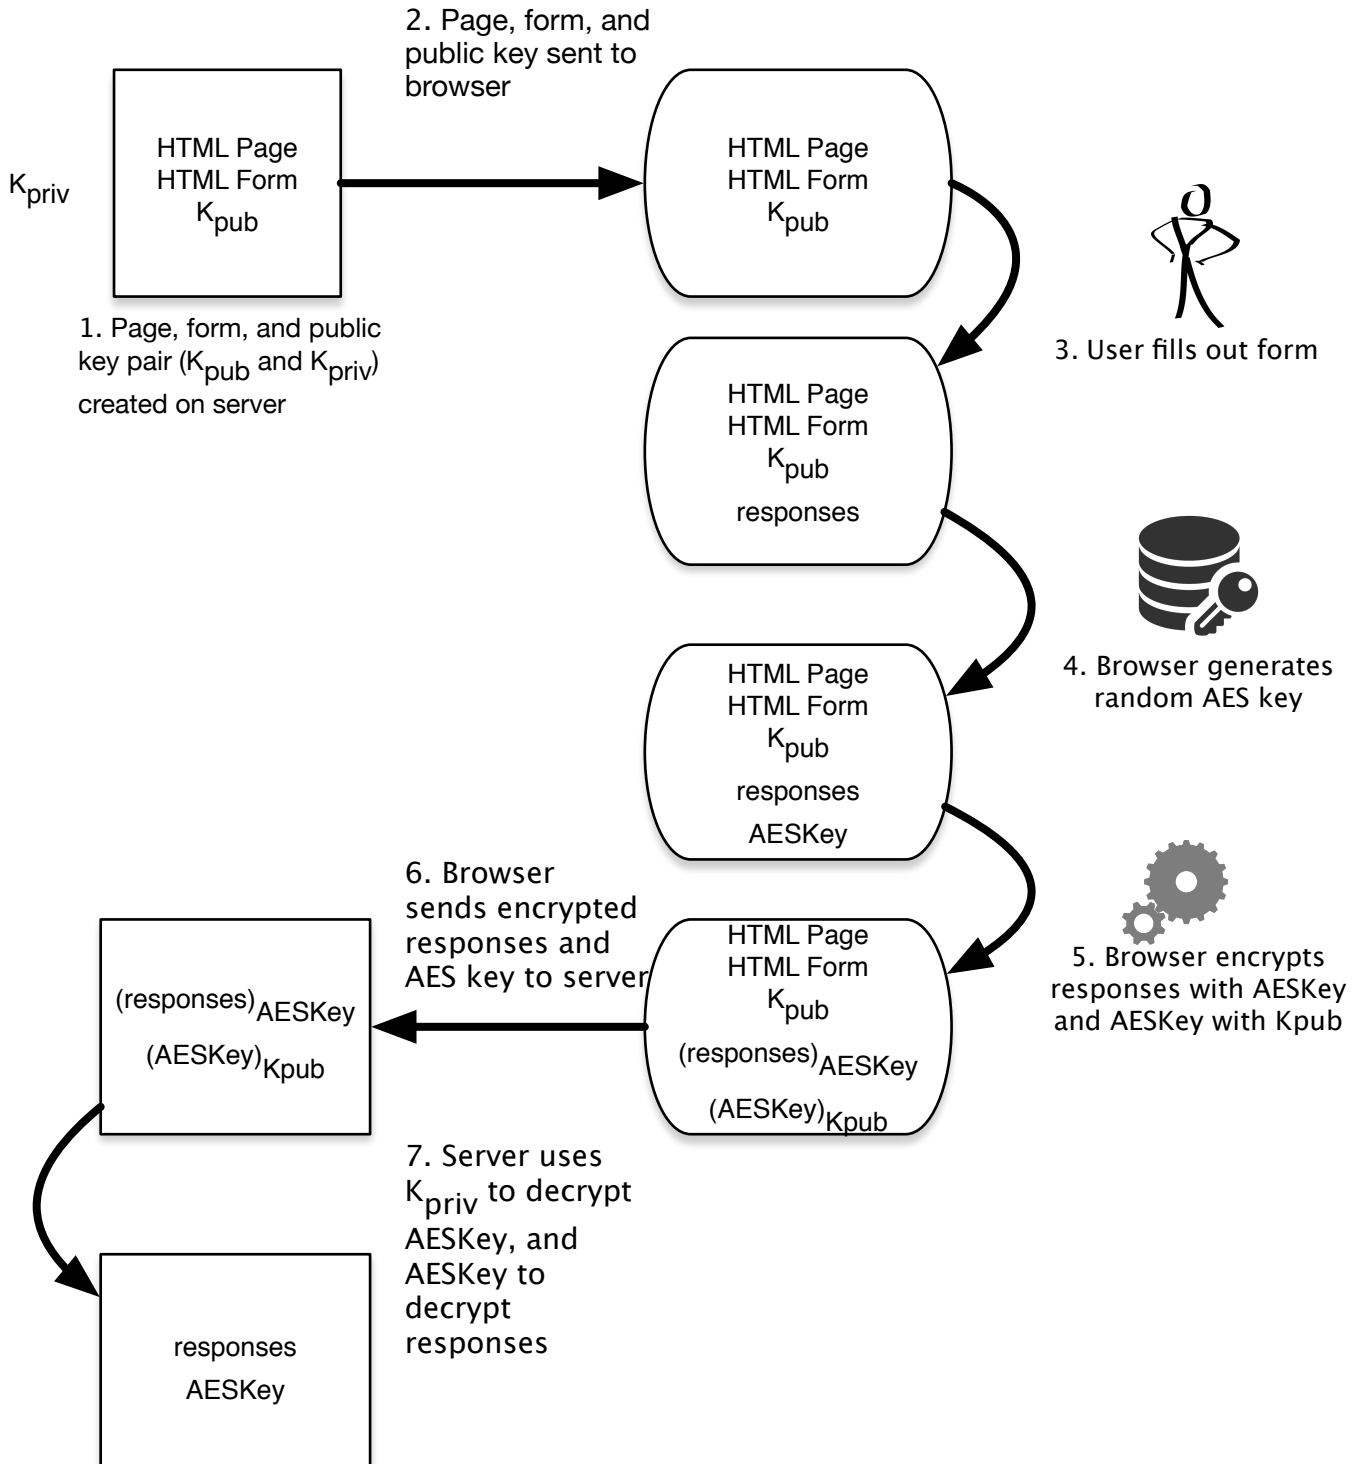 2. Page, form, and
public key sent to
browser
Kpriv
HTML Page
HTML Form
Kpub
HTML Page
HTML Form
Kpub
1. Page, form, and public
key pair (Kpub and Kpriv)
created on server
3. User fills out form
HTML Page
HTML Form
Kpub
responses
4. Browser generates
random AES key
HTML Page
HTML Form
Kpub
responses
AESKey
5. Browser encrypts
responses with AESKey
and AESKey with Kpub
6. Browser
sends encrypted
responses and
AES key to server
HTML Page
HTML Form
Kpub
(responses)AESKey
(AESKey)Kpub
(responses)AESKey
(AESKey)Kpub
7. Server uses
Kpriv to decrypt
AESKey, and
AESKey to
decrypt
responses
responses
AESKey